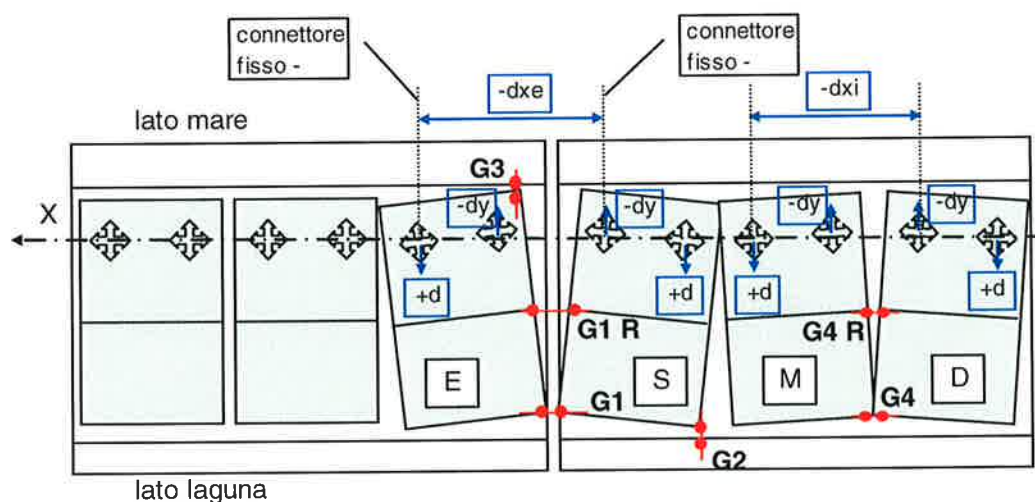 connettore
fisso -
connettore
fisso -
-dxe
-dxi
lato mare
G3
X
-dy
-dy
-dy
-dy
+d
+d
+d
+d
G1 R
G4 R
E
S
M
D
G1
G4
G2
lato laguna